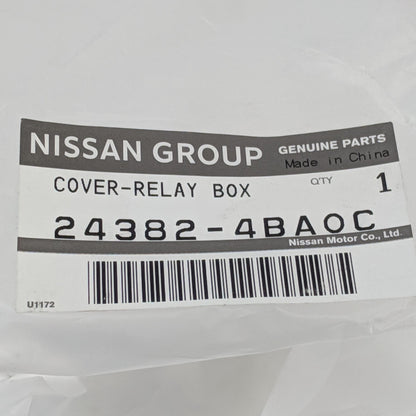 NISSAN GROUP GENUINE PARTS
Made in China
COVER-RELAY BOX QTY 1
24382-4BA0C
Nissan Motor Co., Ltd.
U1172